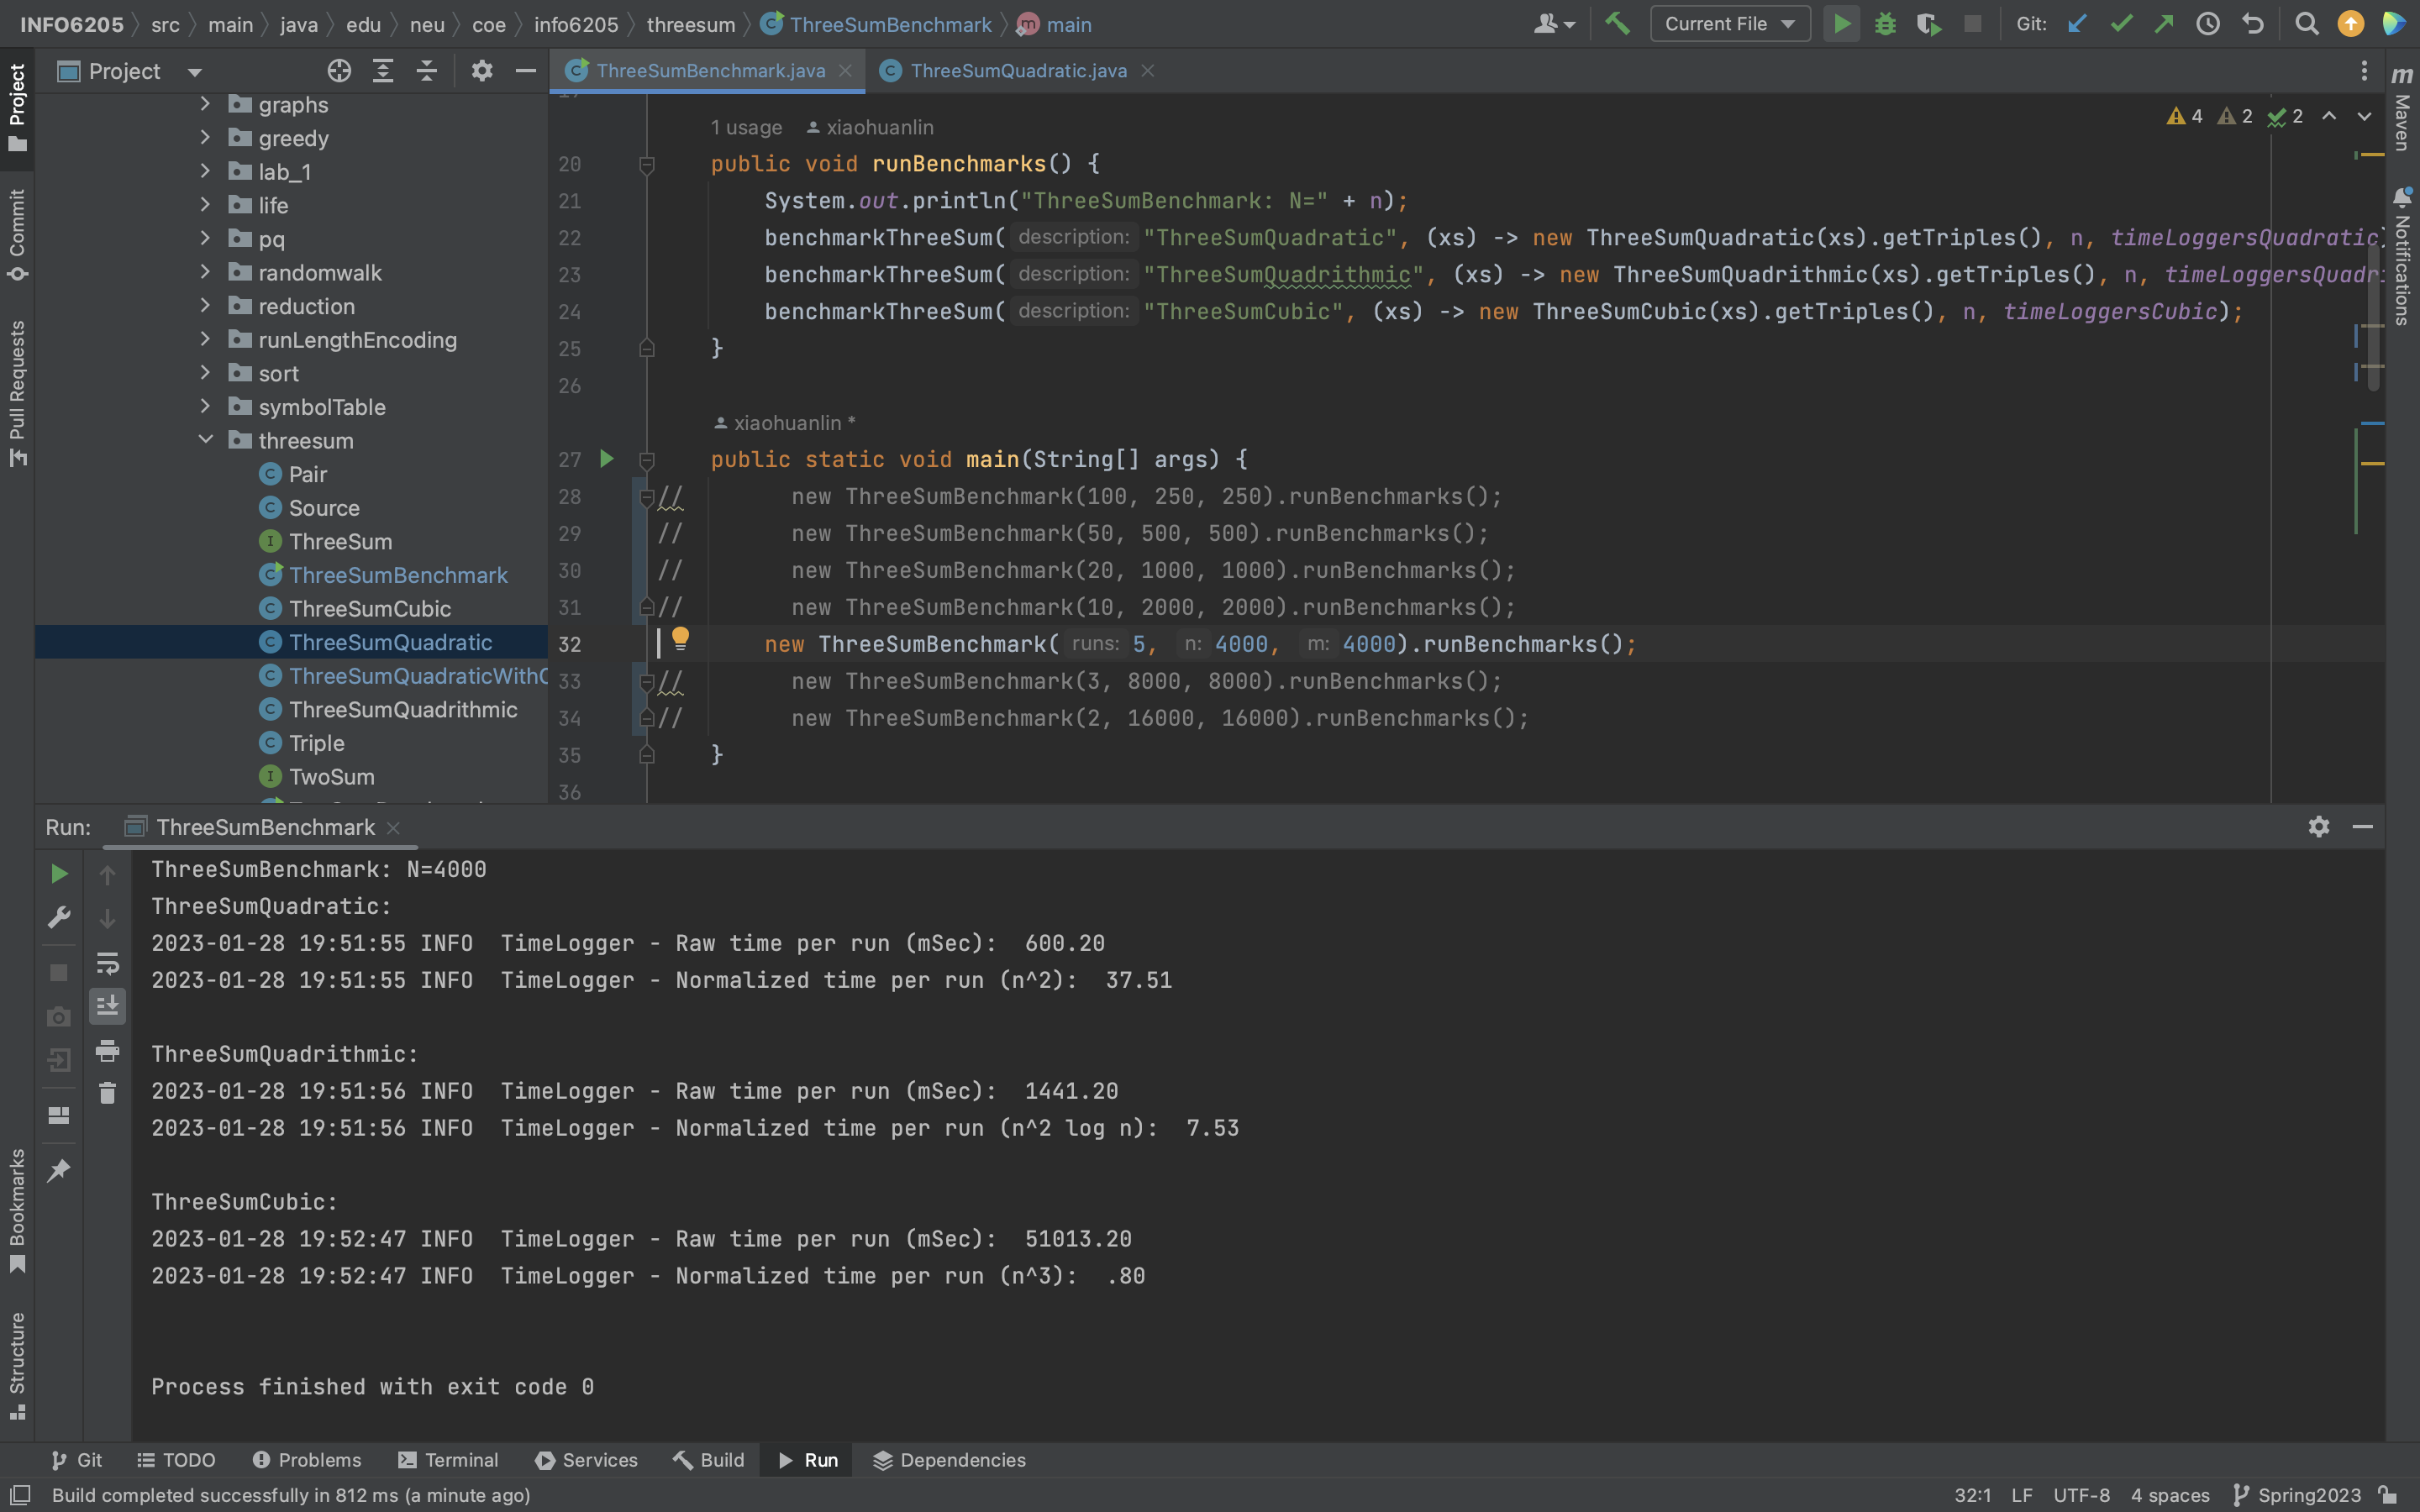 INFO6205 src main java edu neu coe info6205 threesum ThreeSumBenchmark main Current File Git:
Project
ThreeSumBenchmark.java ThreeSumQuadratic.java
Project
Commit
Pull Requests
Bookmarks
Structure
graphs
greedy
lab_1
life
pq
randomwalk
reduction
runLengthEncoding
sort
symbolTable
threesum
Pair
Source
ThreeSum
ThreeSumBenchmark
ThreeSumCubic
ThreeSumQuadratic
ThreeSumQuadraticWithC
ThreeSumQuadrithmic
Triple
TwoSum
4 2 2
Maven
Notifications
1 usage xiaohuanlin
20 public void runBenchmarks() {
21 System.out.println("ThreeSumBenchmark: N=" + n);
22 benchmarkThreeSum( description: "ThreeSumQuadratic", (xs) -> new ThreeSumQuadratic(xs).getTriples(), n, timeLoggersQuadratic)
23 benchmarkThreeSum( description: "ThreeSumQuadrithmic", (xs) -> new ThreeSumQuadrithmic(xs).getTriples(), n, timeLoggersQuadri
24 benchmarkThreeSum( description: "ThreeSumCubic", (xs) -> new ThreeSumCubic(xs).getTriples(), n, timeLoggersCubic);
25 }
26
xiaohuanlin *
27 public static void main(String[] args) {
28 // new ThreeSumBenchmark(100, 250, 250).runBenchmarks();
29 // new ThreeSumBenchmark(50, 500, 500).runBenchmarks();
30 // new ThreeSumBenchmark(20, 1000, 1000).runBenchmarks();
31 // new ThreeSumBenchmark(10, 2000, 2000).runBenchmarks();
32 new ThreeSumBenchmark( runs: 5, n: 4000, m: 4000).runBenchmarks();
33 // new ThreeSumBenchmark(3, 8000, 8000).runBenchmarks();
34 // new ThreeSumBenchmark(2, 16000, 16000).runBenchmarks();
35 }
36
Run: ThreeSumBenchmark
ThreeSumBenchmark: N=4000
ThreeSumQuadratic:
2023-01-28 19:51:55 INFO  TimeLogger - Raw time per run (mSec):  600.20
2023-01-28 19:51:55 INFO  TimeLogger - Normalized time per run (n^2):  37.51
ThreeSumQuadrithmic:
2023-01-28 19:51:56 INFO  TimeLogger - Raw time per run (mSec):  1441.20
2023-01-28 19:51:56 INFO  TimeLogger - Normalized time per run (n^2 log n):  7.53
ThreeSumCubic:
2023-01-28 19:52:47 INFO  TimeLogger - Raw time per run (mSec):  51013.20
2023-01-28 19:52:47 INFO  TimeLogger - Normalized time per run (n^3):  .80
Process finished with exit code 0
Git TODO Problems Terminal Services Build Run Dependencies
Build completed successfully in 812 ms (a minute ago) 32:1 LF UTF-8 4 spaces Spring2023